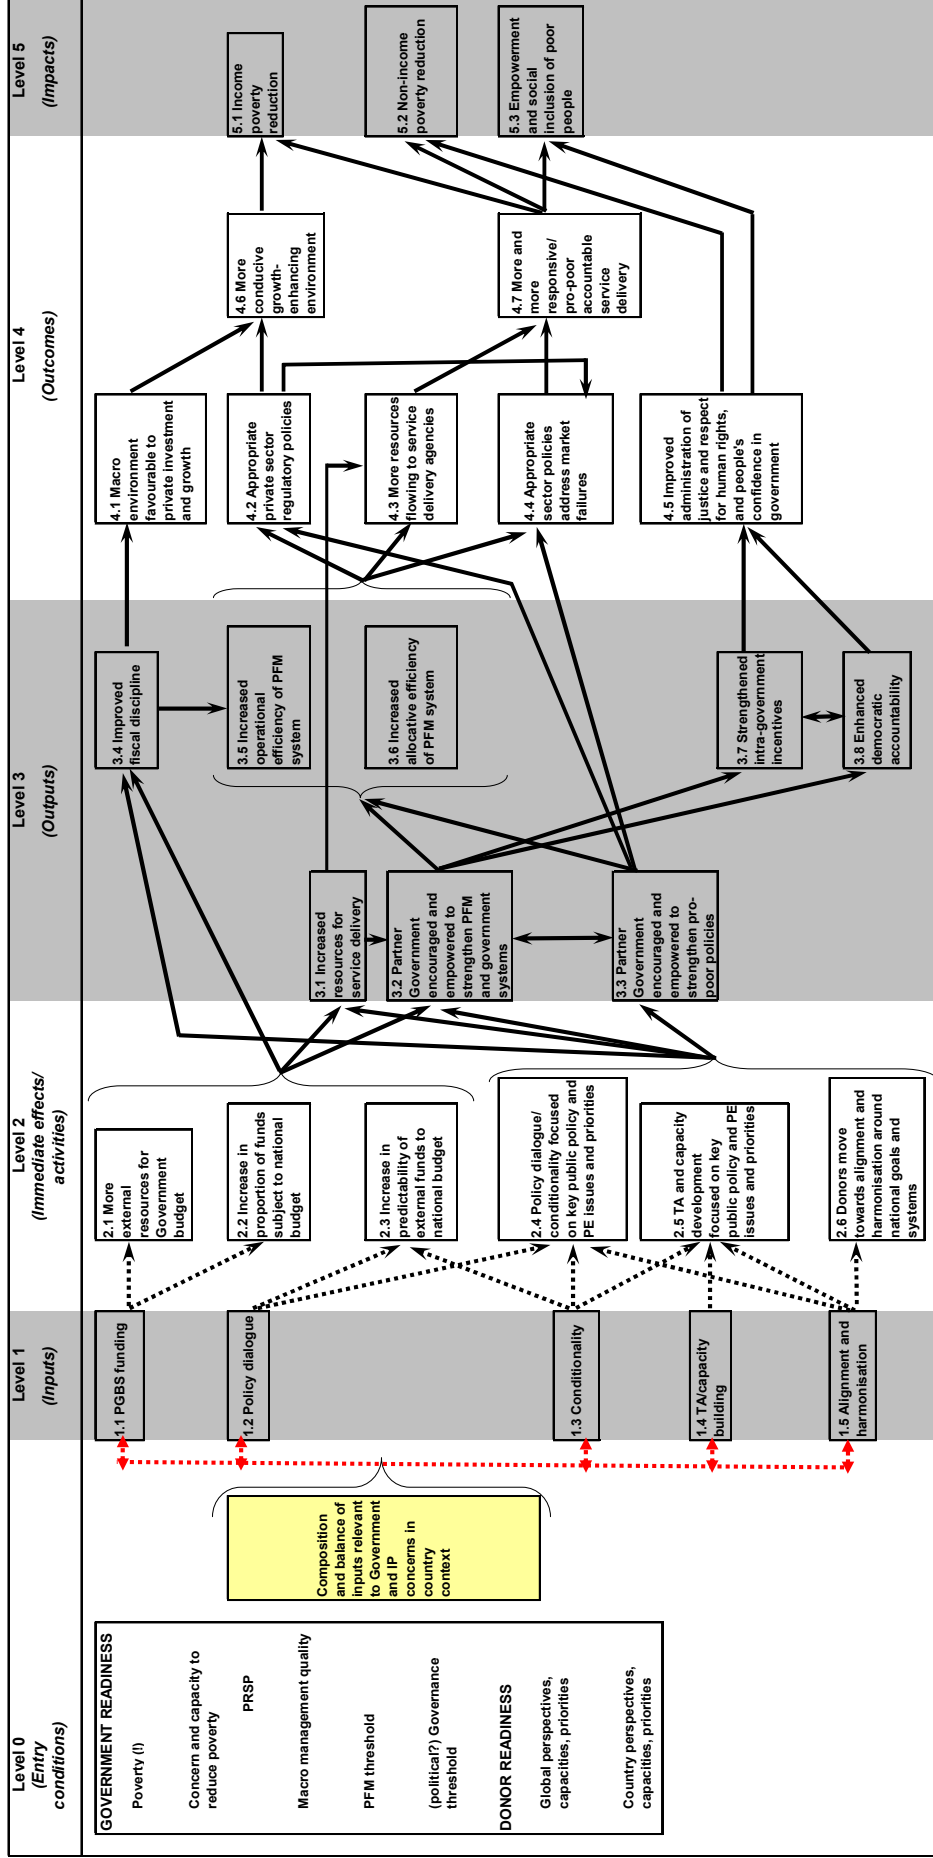 Level 0
(Entry
conditions)
Level 1
(Inputs)
Level 2
(Immediate effects/
activities)
Level 3
(Outputs)
Level 4
(Outcomes)
Level 5
(Impacts)
GOVERNMENT READINESS
Poverty (!)
Concern and capacity to
reduce poverty
PRSP
Macro management quality
PFM threshold
(political?) Governance
threshold
DONOR READINESS
Global perspectives,
capacities, priorities
Country perspectives,
capacities, priorities
Composition
and balance of
inputs relevant
to Government
and IP
concerns in
country
context
1.1 PGBS funding
1.2 Policy dialogue
1.3 Conditionality
1.4 TA/capacity
building
1.5 Alignment and
harmonisation
2.1 More
external
resources for
Government
budget
2.2 Increase in
proportion of funds
subject to national
budget
2.3 Increase in
predictability of
external funds to
national budget
2.4 Policy dialogue/
conditionality focused
on key public policy and
PE issues and priorities
2.5 TA and capacity
development
focused on key
public policy and PE
issues and priorities
2.6 Donors move
towards alignment and
harmonisation around
national goals and
systems
3.1 Increased
resources for
service delivery
3.2 Partner
Government
encouraged and
empowered to
strengthen PFM
and government
systems
3.3 Partner
Government
encouraged and
empowered to
strengthen pro-
poor policies
3.4 Improved
fiscal discipline
3.5 Increased
operational
efficiency of PFM
system
3.6 Increased
allocative efficiency
of PFM system
3.7 Strengthened
intra-government
incentives
3.8 Enhanced
democratic
accountability
4.1 Macro
environment
favourable to
private investment
and growth
4.2 Appropriate
private sector
regulatory policies
4.3 More resources
flowing to service
delivery agencies
4.4 Appropriate
sector policies
address market
failures
4.5 Improved
administration of
justice and respect
for human rights,
and people's
confidence in
government
4.6 More
conducive
growth-
enhancing
environment
4.7 More and
more
responsive/
pro-poor
accountable
service
delivery
5.1 Income
poverty
reduction
5.2 Non-income
poverty reduction
5.3 Empowerment
and social
inclusion of poor
people